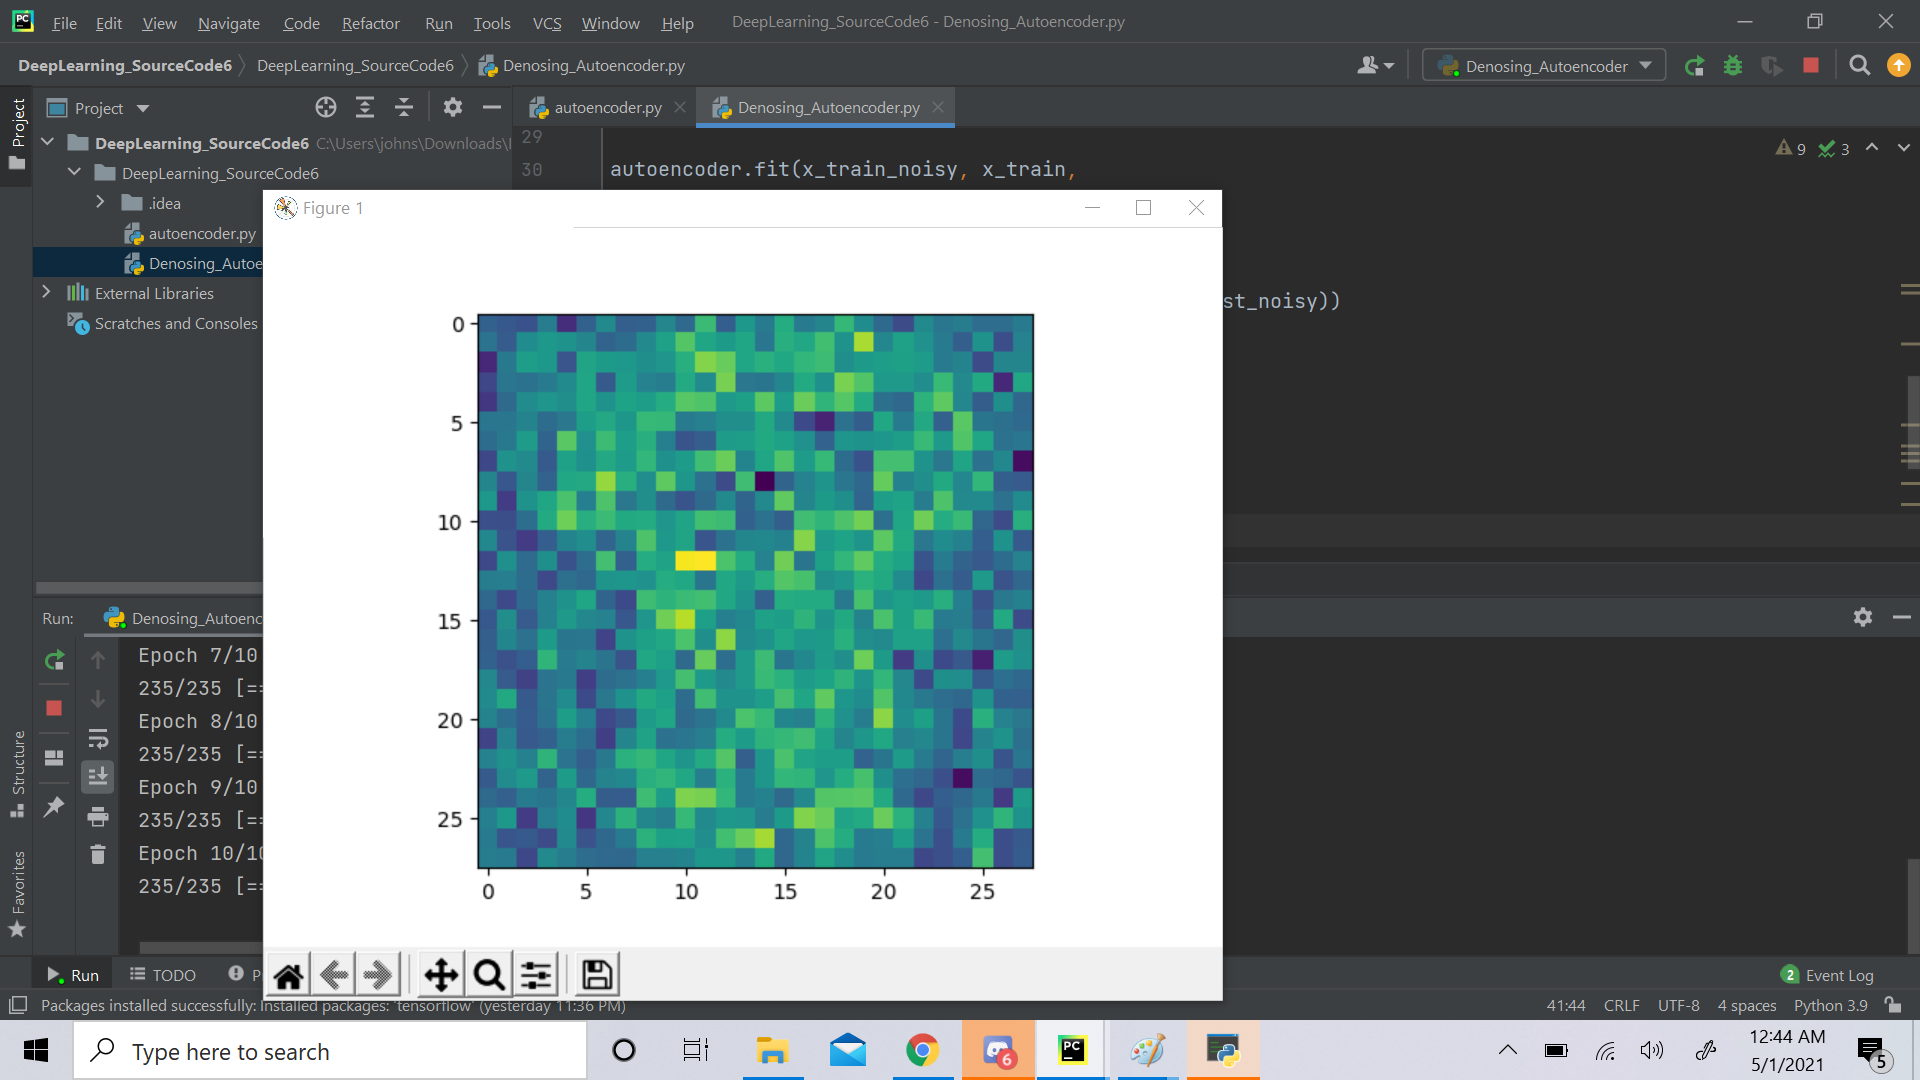 File Edit View Navigate Code Refactor Run Tools VCS Window Help DeepLearning_SourceCode6 - Denosing_Autoencoder.py
DeepLearning_SourceCode6 DeepLearning_SourceCode6 Denosing_Autoencoder.py Denosing_Autoencoder
Project
Project
autoencoder.py Denosing_Autoencoder.py
DeepLearning_SourceCode6 C:\Users\johns\Downloads\
DeepLearning_SourceCode6
.idea
autoencoder.py
Denosing_Autoe
External Libraries
Scratches and Consoles
29
30 autoencoder.fit(x_train_noisy, x_train,
9 3
st_noisy))
Figure 1
0
5
10
15
20
25
0 5 10 15 20 25
Run: Denosing_Autoenc
Epoch 7/10
235/235 [==
Epoch 8/10
235/235 [==
Epoch 9/10
235/235 [==
Epoch 10/10
235/235 [==
Structure
Favorites
Run TODO P
2 Event Log
Packages installed successfully: Installed packages: 'tensorflow' (yesterday 11:36 PM)
41:44 CRLF UTF-8 4 spaces Python 3.9
Type here to search
PC
6
12:44 AM
5/1/2021
5